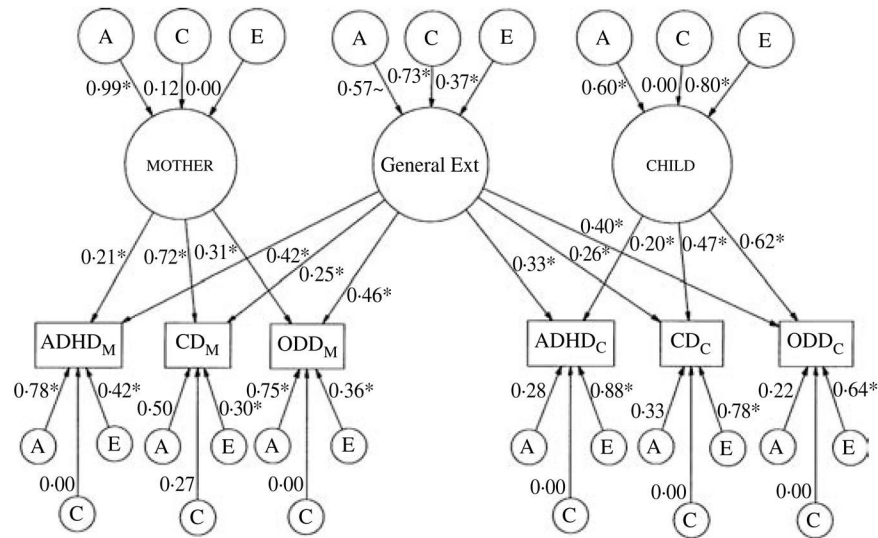 A C E A C E A C E
0·99* 0·12 0·00 0·57~ 0·73* 0·37* 0·60* 0·00 0·80*
MOTHER General Ext CHILD
0·21* 0·72* 0·31* 0·42* 0·25* 0·46* 0·33* 0·26* 0·40* 0·20* 0·47* 0·62*
ADHD_M CD_M ODD_M ADHD_C CD_C ODD_C
0·78* 0·42* 0·50 0·30* 0·75* 0·36* 0·28 0·88* 0·33 0·78* 0·22 0·64*
A E A E A E A E A E A E
0·00 0·27 0·00 0·00 0·00 0·00
C C C C C C